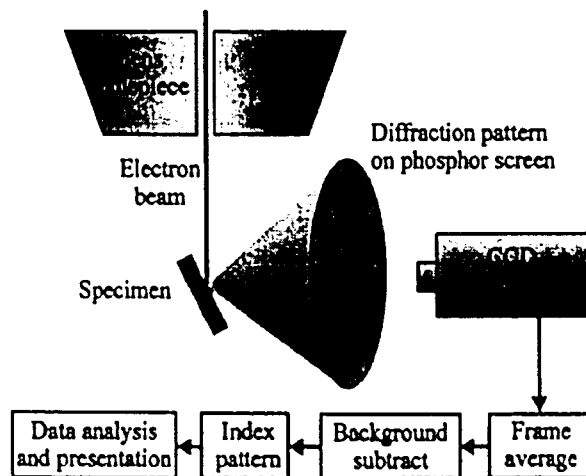 Diffraction pattern
on phosphor screen
Electron
beam
Specimen
CCD
Data analysis
and presentation
Index
pattern
Background
subtract
Frame
average